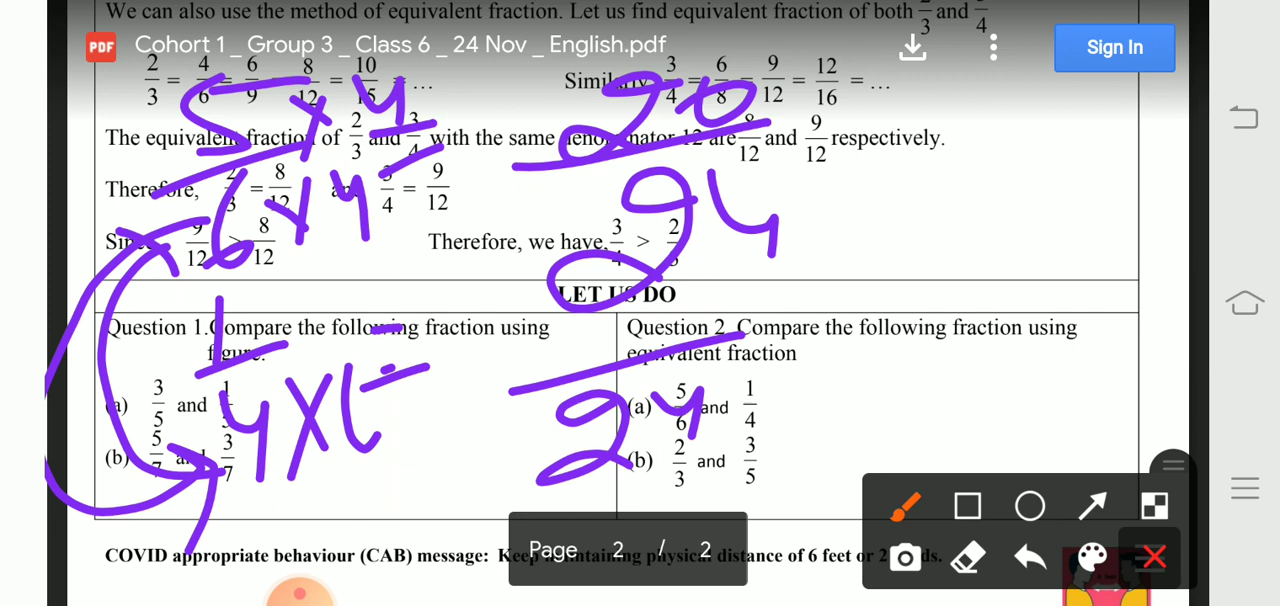 We can also use the method of equivalent fraction. Let us find equivalent fraction of both 2/3 and 3/4
PDF Cohort 1 _ Group 3 _ Class 6 _ 24 Nov _ English.pdf
Sign In
2/3 = 4/6 = 6/9 = 8/12 = 10/15 = ... Similarly 3/4 = 6/8 = 9/12 = 12/16 = ...
The equivalent fraction of 2/3 and 3/4 with the same denominator 12 are 8/12 and 9/12 respectively.
Therefore, 2/3 = 8/12 and 3/4 = 9/12
Since 9/12 > 8/12 Therefore, we have, 3/4 > 2/3
LET US DO
Question 1. Compare the following fraction using
figure.
(a) 3/5 and
(b) 5/7 and 3/7
Question 2. Compare the following fraction using
equivalent fraction
(a) 5/6 and 1/4
(b) 2/3 and 3/5
5 x 4
6 x 4
20
24
24
COVID appropriate behaviour (CAB) message: Keep maintaining physical distance of 6 feet or 2
Page 2 / 2